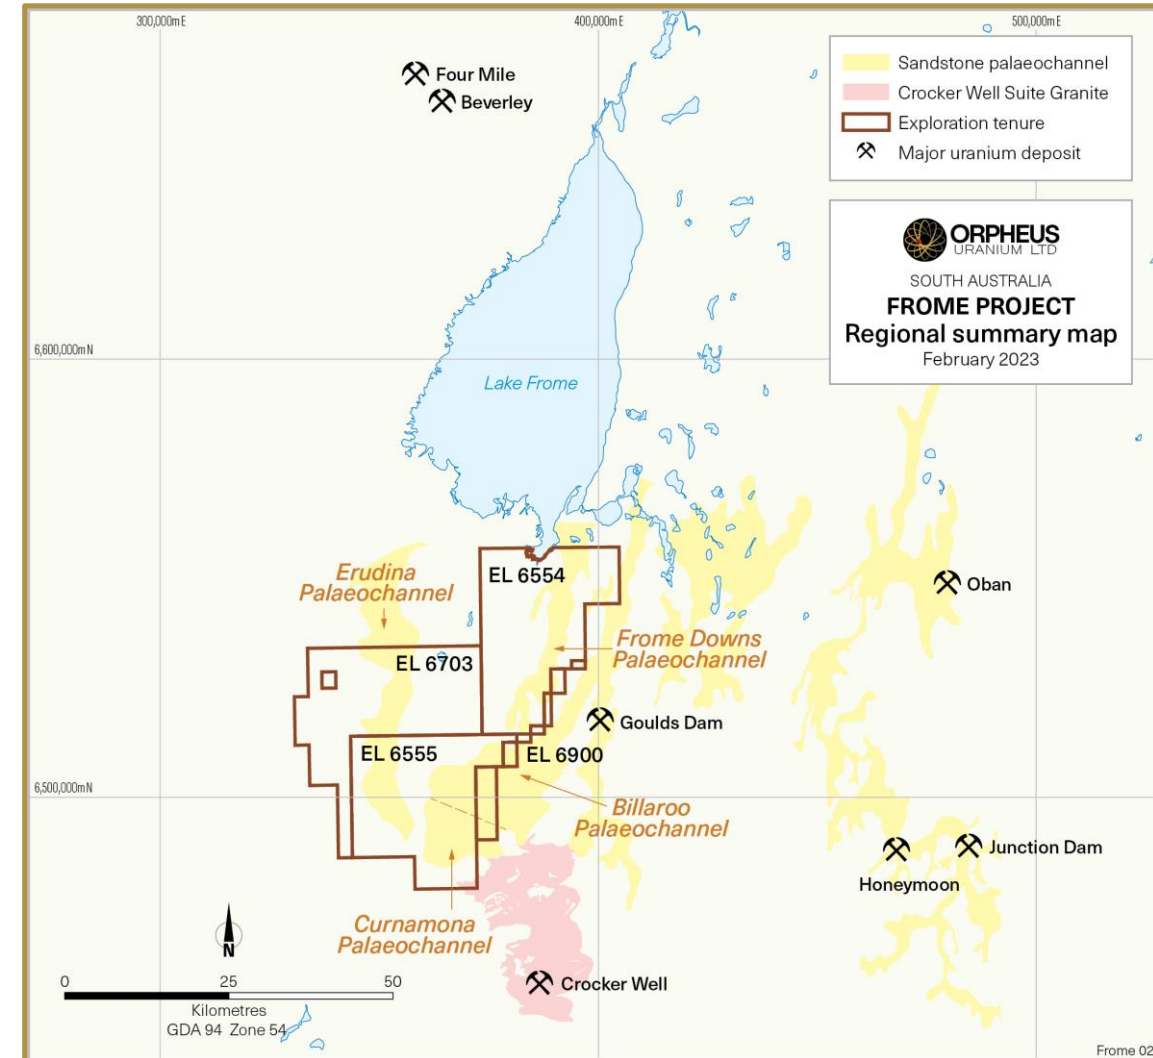 300,000mE
400,000mE
500,000mE
Four Mile
Beverley
Sandstone palaeochannel
Crocker Well Suite Granite
Exploration tenure
Major uranium deposit
ORPHEUS
URANIUM LTD
SOUTH AUSTRALIA
FROME PROJECT
Regional summary map
February 2023
6,600,000mN
Lake Frome
EL 6554
Erudina
Palaeochannel
Oban
Frome Downs
Palaeochannel
EL 6703
Goulds Dam
EL 6555
EL 6900
6,500,000mN
Billaroo
Palaeochannel
Junction Dam
Honeymoon
Curnamona
Palaeochannel
N
Crocker Well
0 25 50
Kilometres
GDA 94 Zone 54
Frome 02